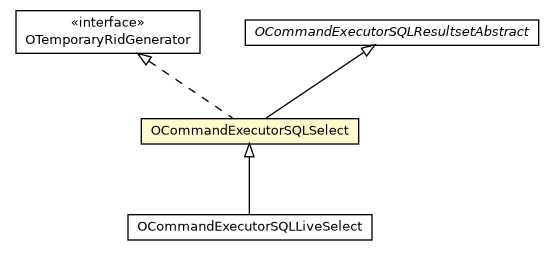 «interface»
OTemporaryRidGenerator
OCommandExecutorSQLResultsetAbstract
OCommandExecutorSQLSelect
OCommandExecutorSQLLiveSelect